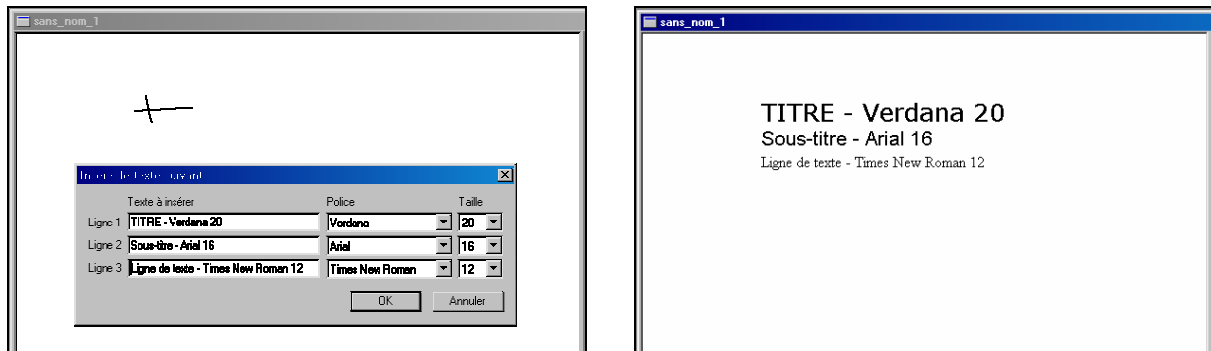 sans_nom_1
Texte à insérer Police Taille
Ligne 1 TITRE - Verdana 20 Verdana 20
Ligne 2 Sous-titre - Arial 16 Arial 16
Ligne 3 Ligne de texte - Times New Roman 12 Times New Roman 12
OK Annuler
sans_nom_1
TITRE - Verdana 20
Sous-titre - Arial 16
Ligne de texte - Times New Roman 12